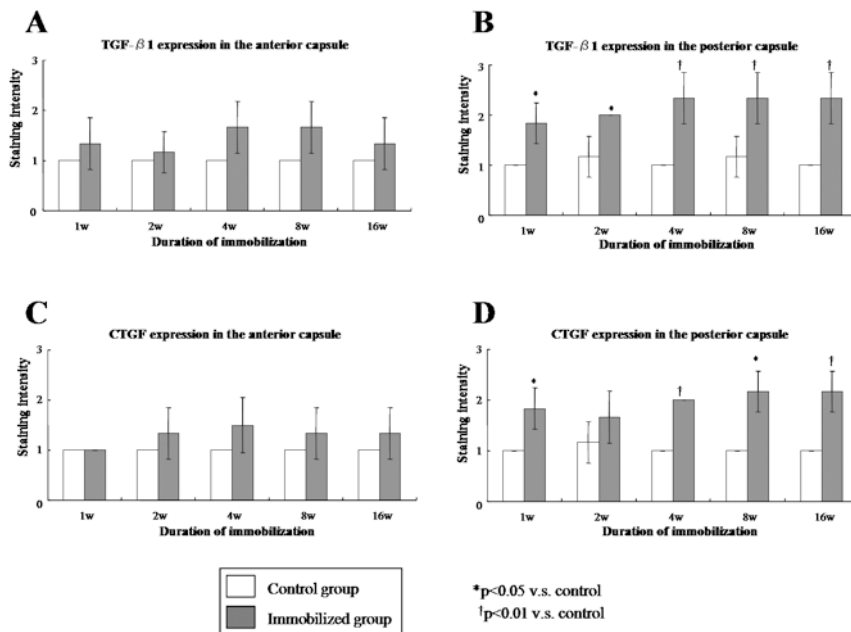 A
TGF-β1 expression in the anterior capsule
Staining intensity
3
2
1
0
1w 2w 4w 8w 16w
Duration of immobilization
B
TGF-β1 expression in the posterior capsule
Staining intensity
3
2
1
0
* * † † †
1w 2w 4w 8w 16w
Duration of immobilization
C
CTGF expression in the anterior capsule
Staining intensity
3
2
1
0
1w 2w 4w 8w 16w
Duration of immobilization
D
CTGF expression in the posterior capsule
Staining intensity
3
2
1
0
* † * †
1w 2w 4w 8w 16w
Duration of immobilization
Control group
Immobilized group
*p<0.05 v.s. control
†p<0.01 v.s. control